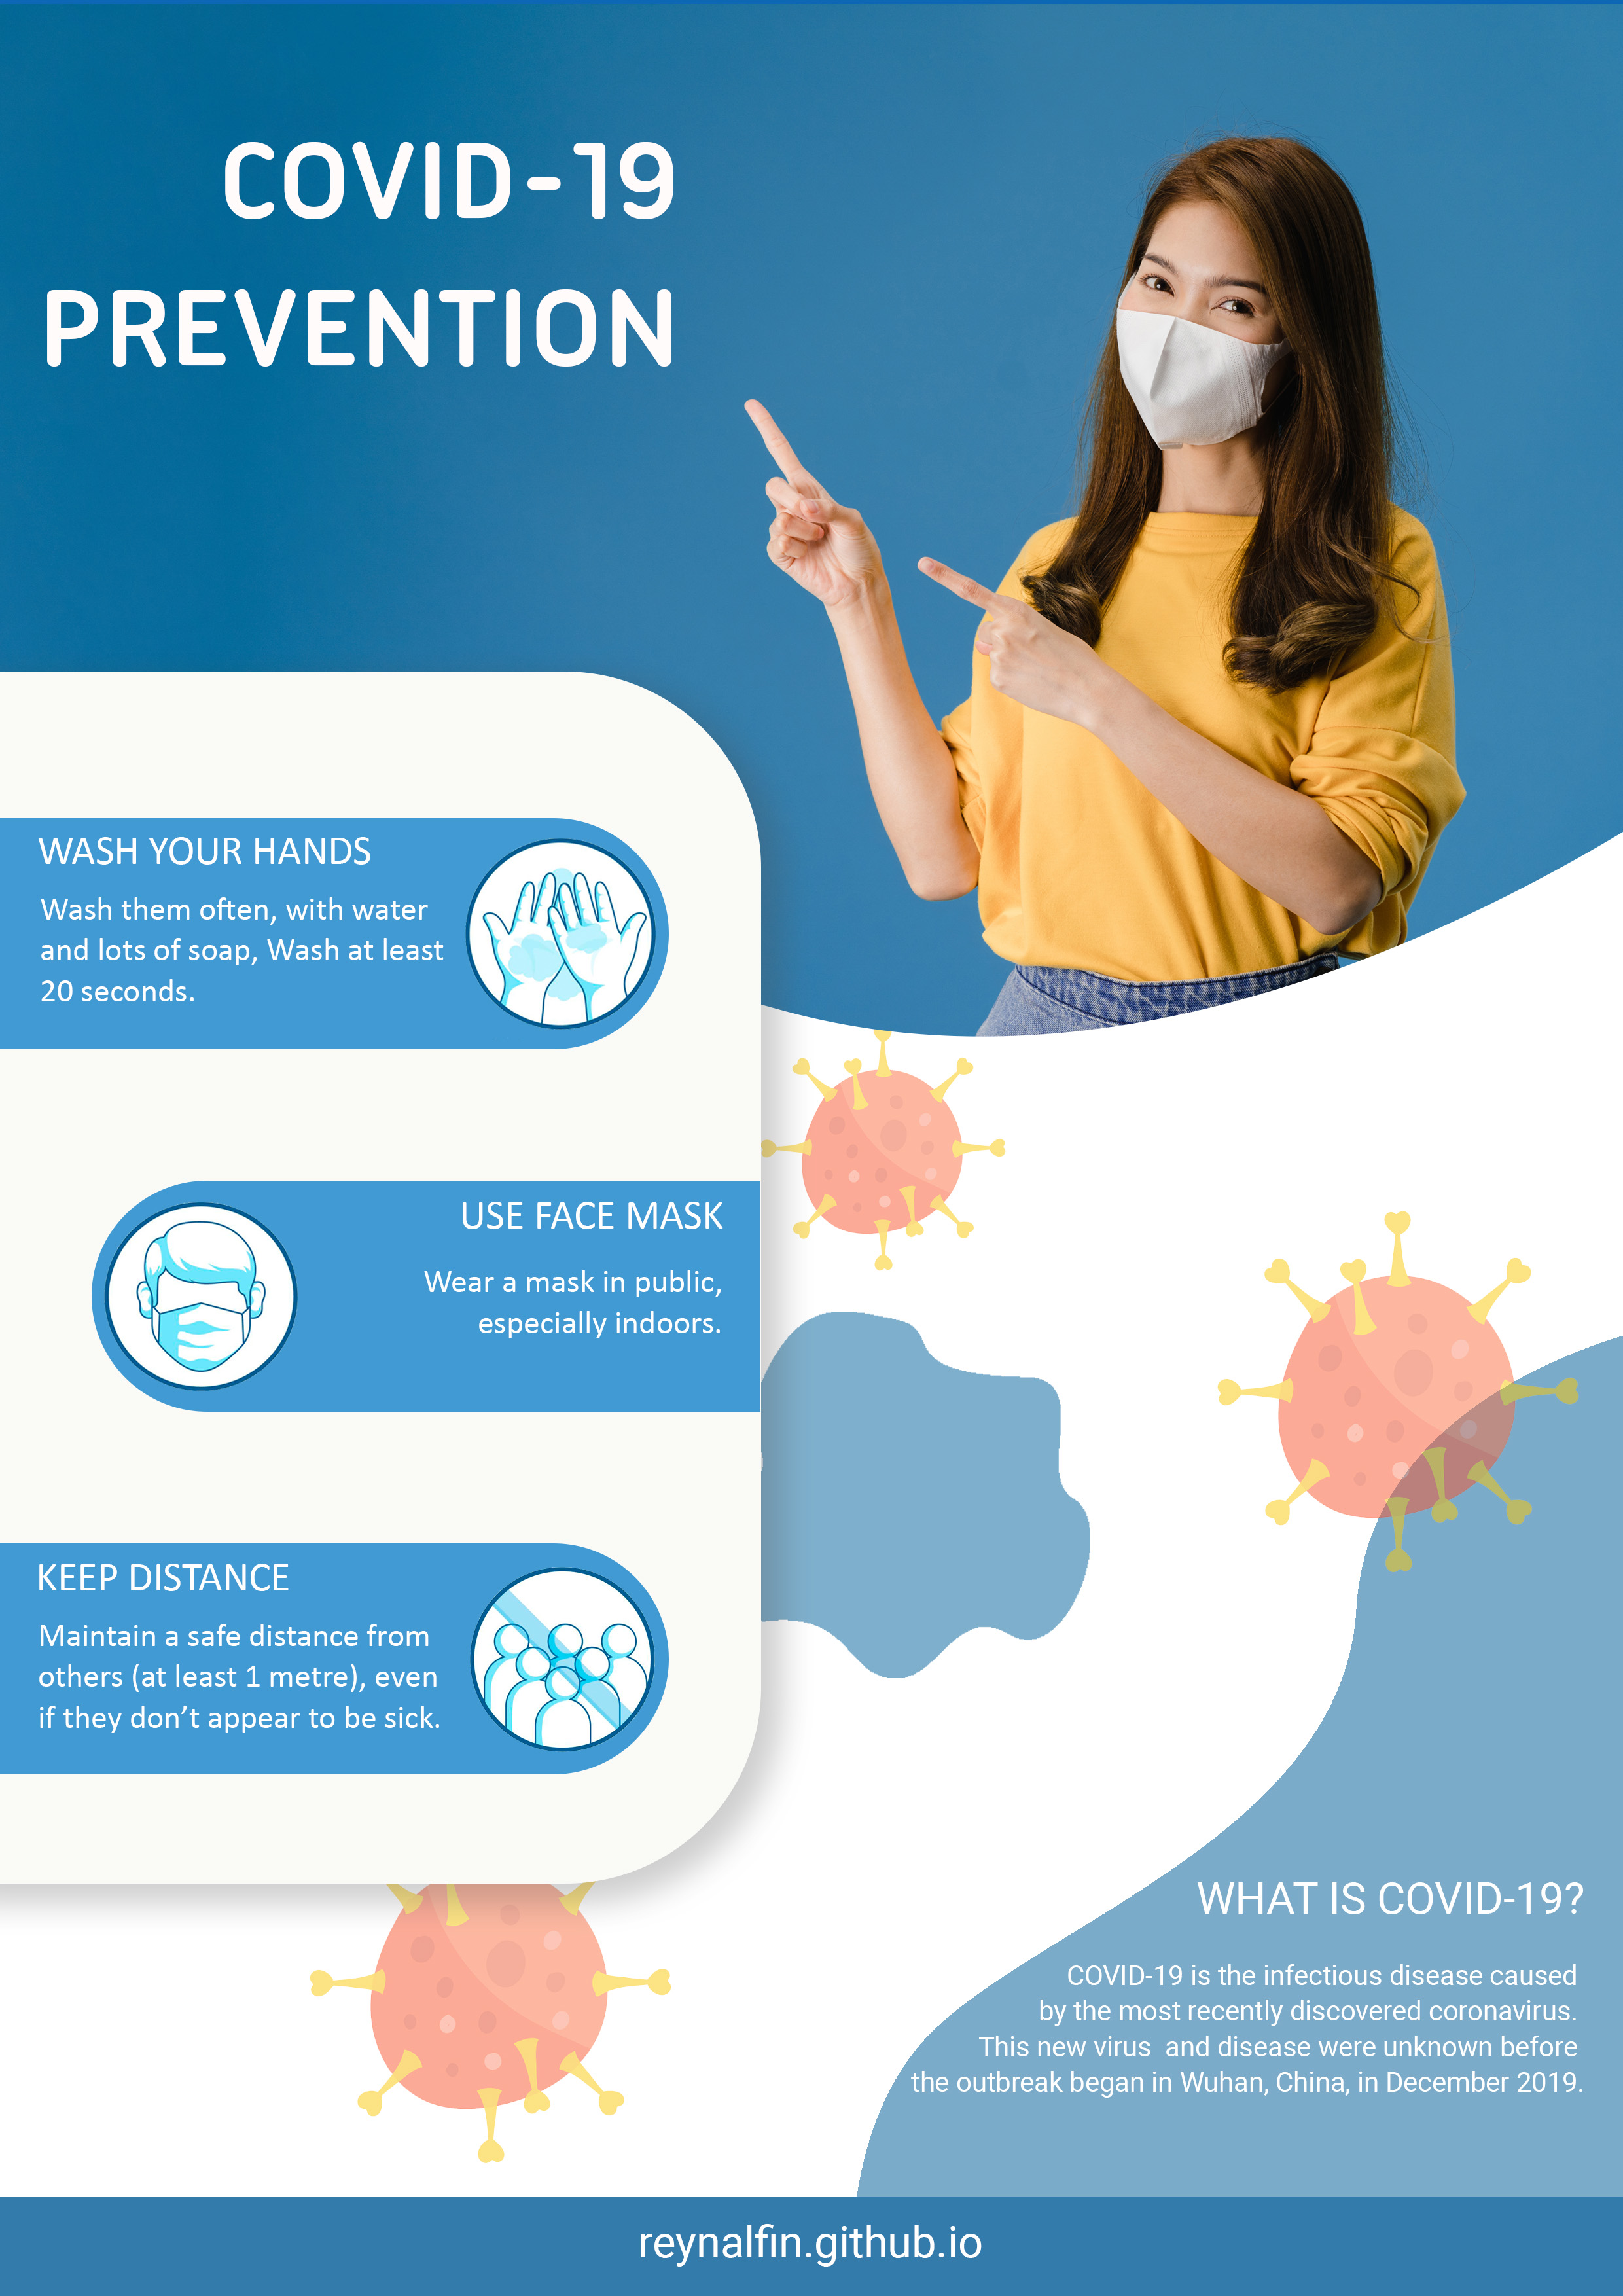 COVID-19
PREVENTION
WASH YOUR HANDS
Wash them often, with water
and lots of soap, Wash at least
20 seconds.
USE FACE MASK
Wear a mask in public,
especially indoors.
KEEP DISTANCE
Maintain a safe distance from
others (at least 1 metre), even
if they don’t appear to be sick.
WHAT IS COVID-19?
COVID-19 is the infectious disease caused
by the most recently discovered coronavirus.
This new virus  and disease were unknown before
the outbreak began in Wuhan, China, in December 2019.
reynalfin.github.io